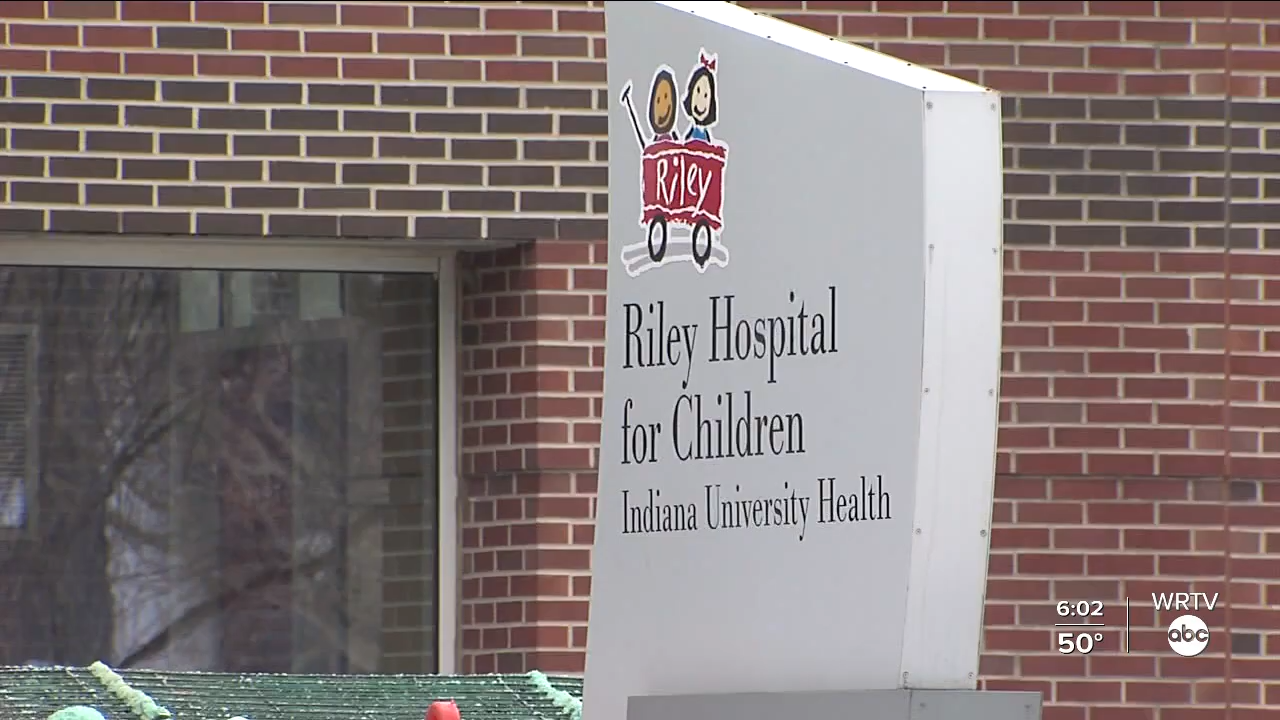 Riley
Riley Hospital
for Children
Indiana University Health
6:02
50°
WRTV
abc